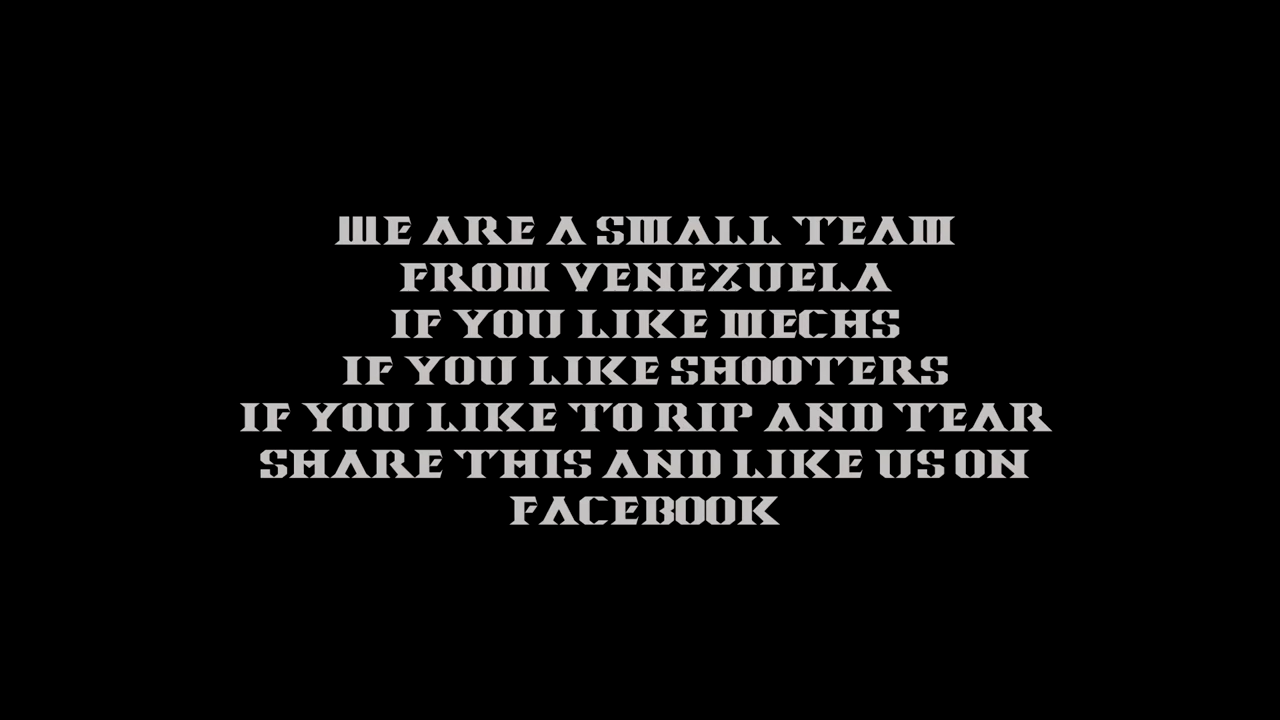 WE ARE A SMALL TEAM
FROM VENEZUELA
IF YOU LIKE MECHS
IF YOU LIKE SHOOTERS
IF YOU LIKE TO RIP AND TEAR
SHARE THIS AND LIKE US ON
FACEBOOK